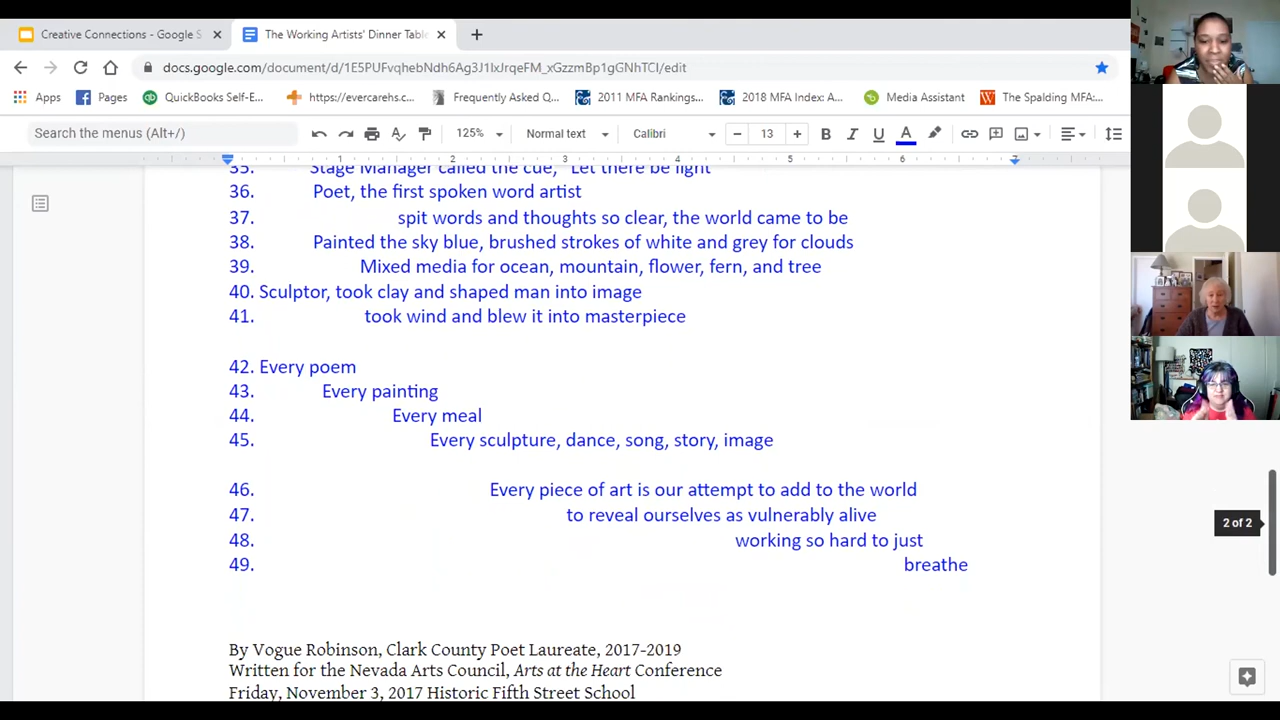 Creative Connections - Google S
The Working Artists' Dinner Tabl
docs.google.com/document/d/1E5PUFvqhebNdh6Ag3J1IxJrqeFM_xGzzmBp1gGNhTCI/edit
Apps
Pages
QuickBooks Self-E...
https://evercarehs.c...
Frequently Asked Q...
2011 MFA Rankings...
2018 MFA Index: A...
Media Assistant
The Spalding MFA:...
Search the menus (Alt+/)
125%
Normal text
Calibri
13
B I U A
1 2 3 4 5 6 7
35. Stage Manager called the cue, "Let there be light
36. Poet, the first spoken word artist
37. spit words and thoughts so clear, the world came to be
38. Painted the sky blue, brushed strokes of white and grey for clouds
39. Mixed media for ocean, mountain, flower, fern, and tree
40. Sculptor, took clay and shaped man into image
41. took wind and blew it into masterpiece
42. Every poem
43. Every painting
44. Every meal
45. Every sculpture, dance, song, story, image
46. Every piece of art is our attempt to add to the world
47. to reveal ourselves as vulnerably alive
48. working so hard to just
49. breathe
2 of 2
By Vogue Robinson, Clark County Poet Laureate, 2017-2019
Written for the Nevada Arts Council, Arts at the Heart Conference
Friday, November 3, 2017 Historic Fifth Street School